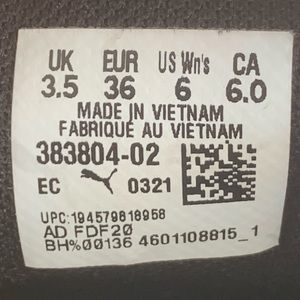 UK EUR US Wn's CA
3.5 36 6 6.0
MADE IN VIETNAM
FABRIQUÉ AU VIETNAM
383804-02
EC 0321
UPC:194579818958
AD FDF20
BH%00136 4601108815_1